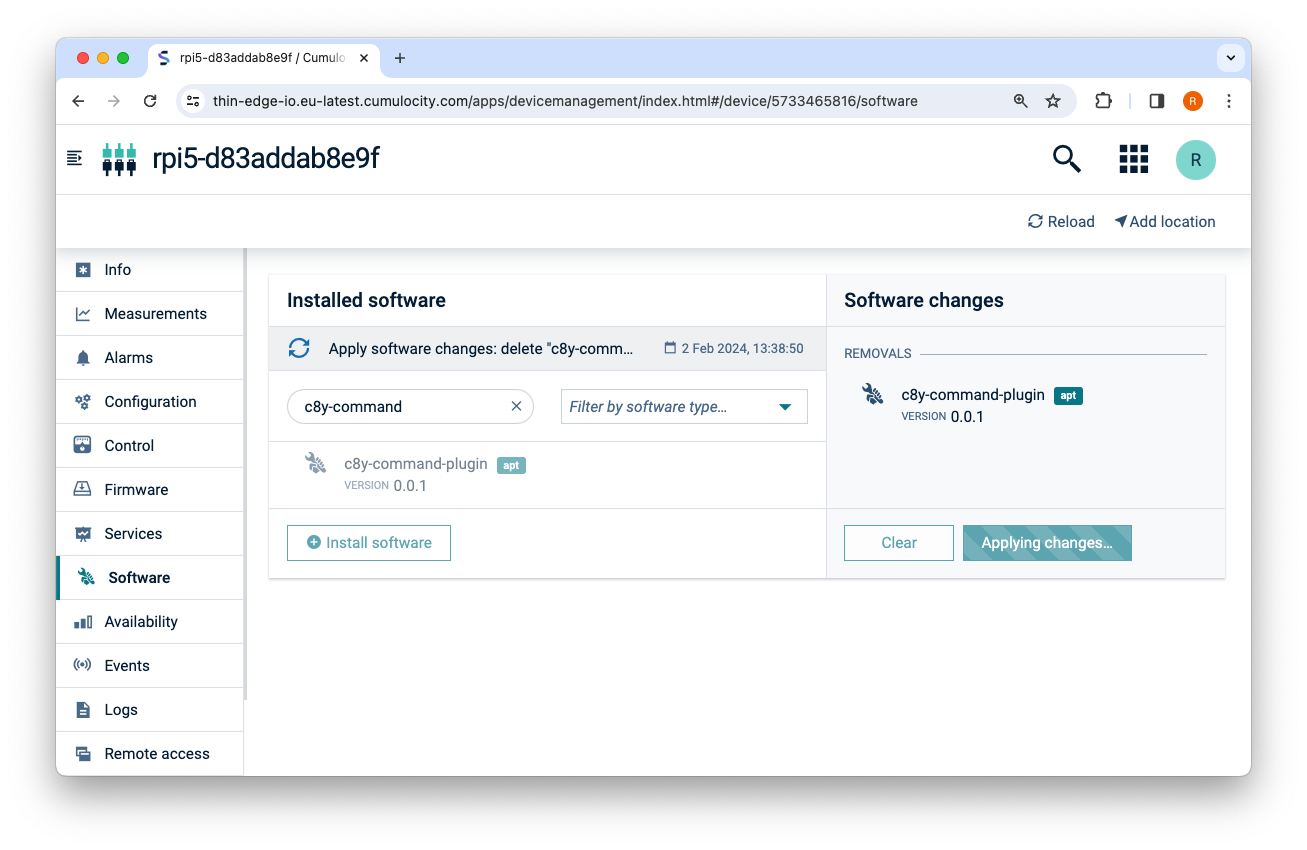 rpi5-d83addab8e9f / Cumulo
thin-edge-io.eu-latest.cumulocity.com/apps/devicemanagement/index.html#/device/5733465816/software
R
rpi5-d83addab8e9f
R
Reload
Add location
Info
Measurements
Alarms
Configuration
Control
Firmware
Services
Software
Availability
Events
Logs
Remote access
Installed software
Apply software changes: delete "c8y-comm...
2 Feb 2024, 13:38:50
c8y-command
Filter by software type...
c8y-command-plugin apt
VERSION 0.0.1
Install software
Software changes
REMOVALS
c8y-command-plugin apt
VERSION 0.0.1
Clear
Applying changes...